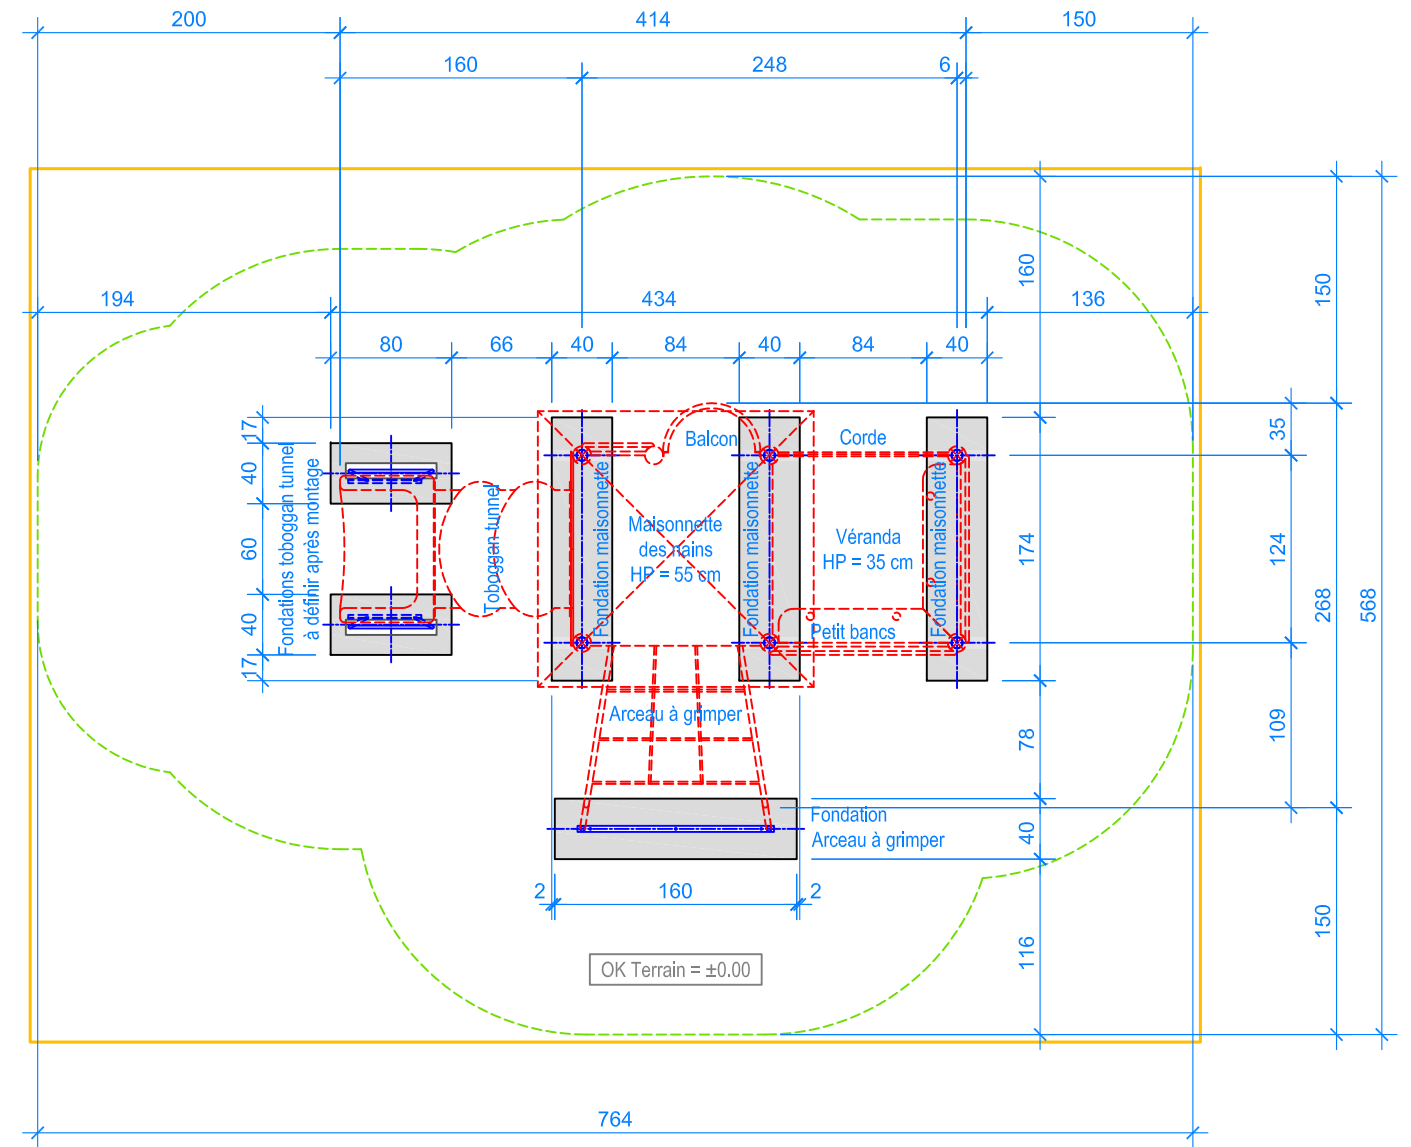 200
414
150
160
248
6
160
150
194
434
136
80
66
40
84
40
84
40
17
40
60
40
17
Fondations toboggan tunnel
à définir après montage
Toboggan tunnel
Fondation maisonnette
Balcon
Maisonnette
des nains
HP = 55 cm
Fondation maisonnette
Corde
Véranda
HP = 35 cm
Petit bancs
Fondation maisonnette
174
35
124
268
568
109
78
Arceau à grimper
Fondation
Arceau à grimper
40
2
160
2
116
150
OK Terrain = ±0.00
764